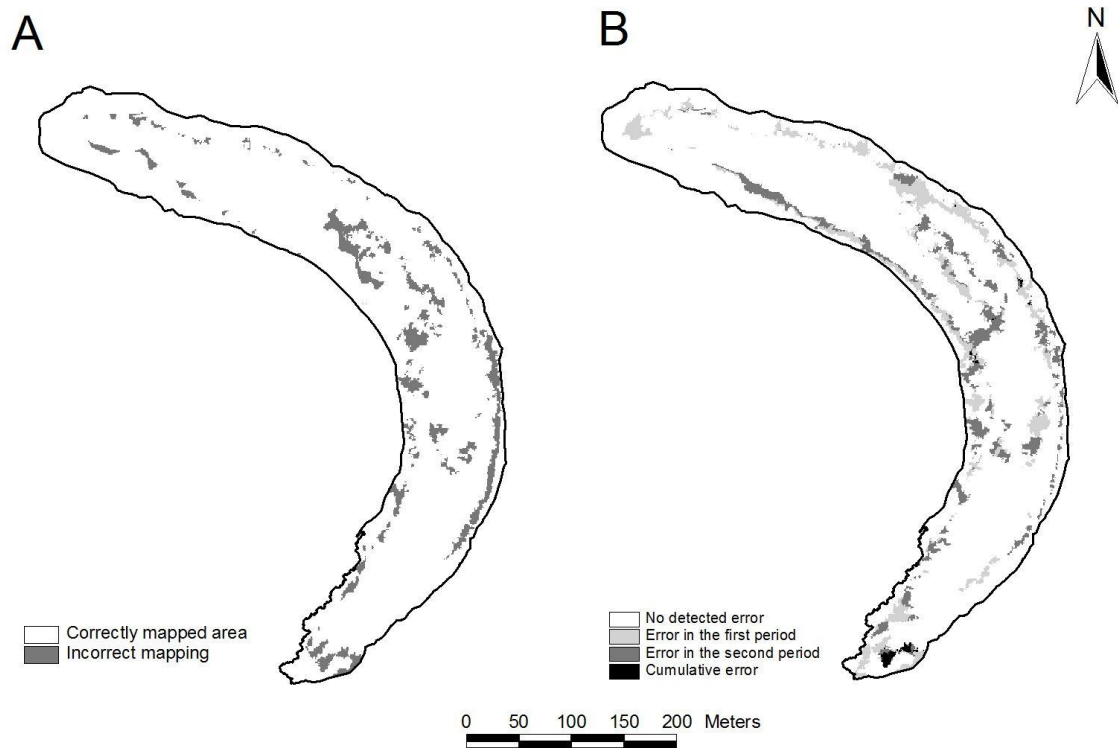 A
B
N
Correctly mapped area
Incorrect mapping
No detected error
Error in the first period
Error in the second period
Cumulative error
0 50 100 150 200 Meters